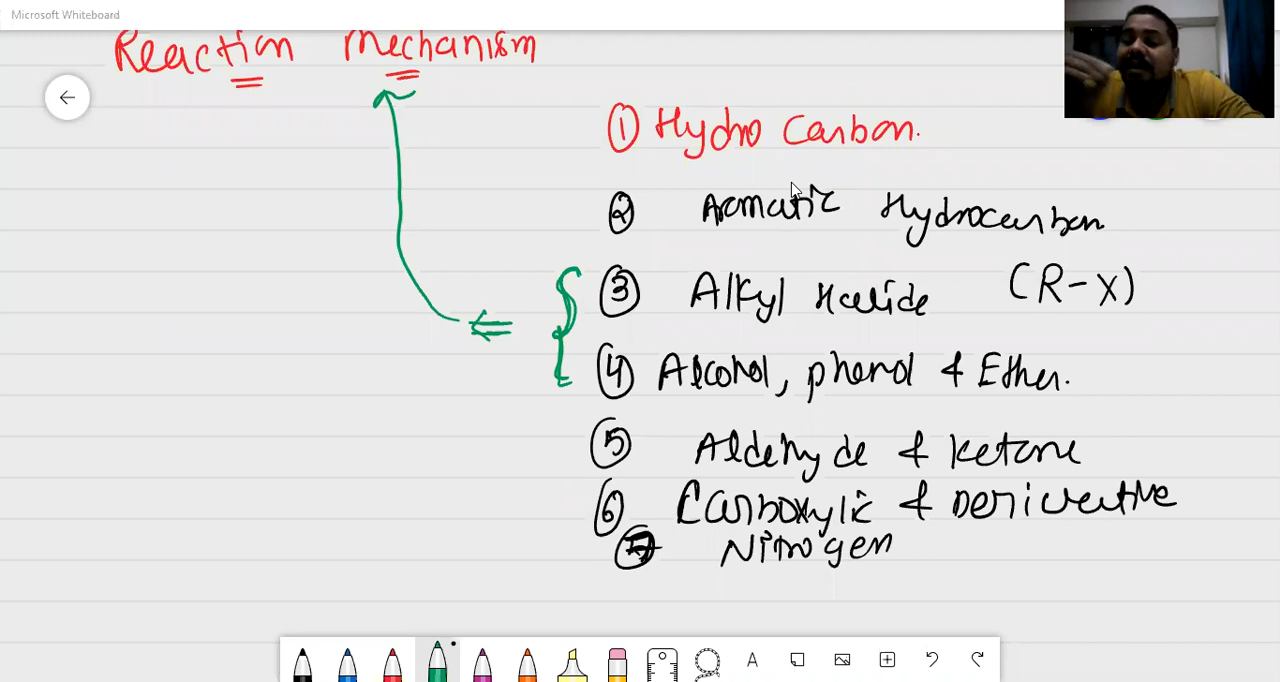 Microsoft Whiteboard
Reaction Mechanism
① Hydro Carbon.
② Aromatic Hydrocarbon
③ Alkyl Halide (R-X)
④ Alcohol, phenol & Ether.
⑤ Aldehyde & Ketone
⑥ Carboxylic & Derivative
⑦ Nitrogen
A